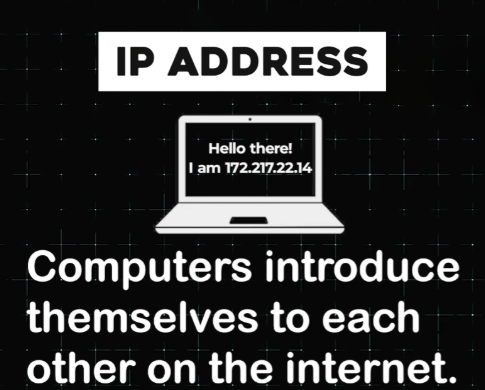 IP ADDRESS
Hello there!
I am 172.217.22.14
Computers introduce
themselves to each
other on the internet.